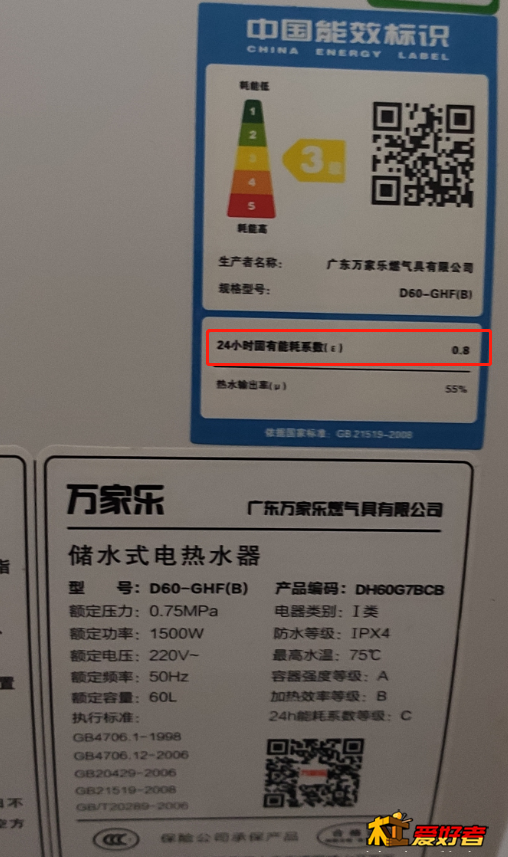 中国能效标识
CHINA ENERGY LABEL
耗能低
1
2
3
4
5
耗能高
3级
生产者名称： 广东万家乐燃气具有限公司
规格型号： D60-GHF(B)
24小时固有能耗系数(ε) 0.8
热水输出率(μ) 55%
依据国家标准：GB 21519-2008
万家乐 广东万家乐燃气具有限公司
储水式电热水器
型 号：D60-GHF(B) 产品编码：DH60G7BCB
额定压力：0.75MPa 电器类别：I类
额定功率：1500W 防水等级：IPX4
额定电压：220V~ 最高水温：75℃
额定频率：50Hz 容器强度等级：A
额定容量：60L 加热效率等级：B
执行标准： 24h能耗系数等级：C
GB4706.1-1998
GB4706.12-2006
GB20429-2006
GB21519-2008
GB/T20289-2006
万家乐
CCC 保险公司承保产品 合格
指
置
不
方
爱好者